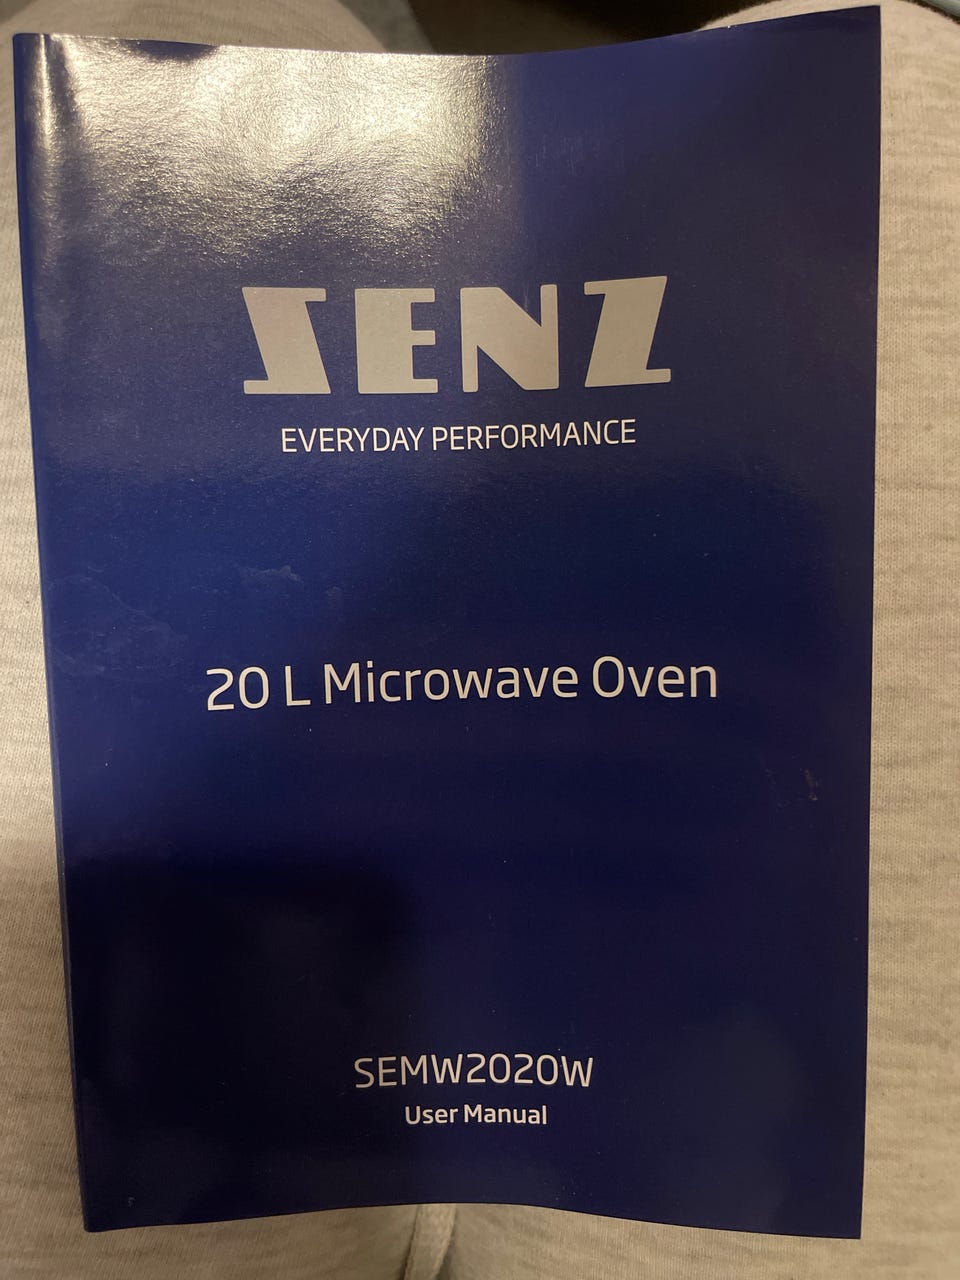 SENZ
EVERYDAY PERFORMANCE
20 L Microwave Oven
SEMW2020W
User Manual